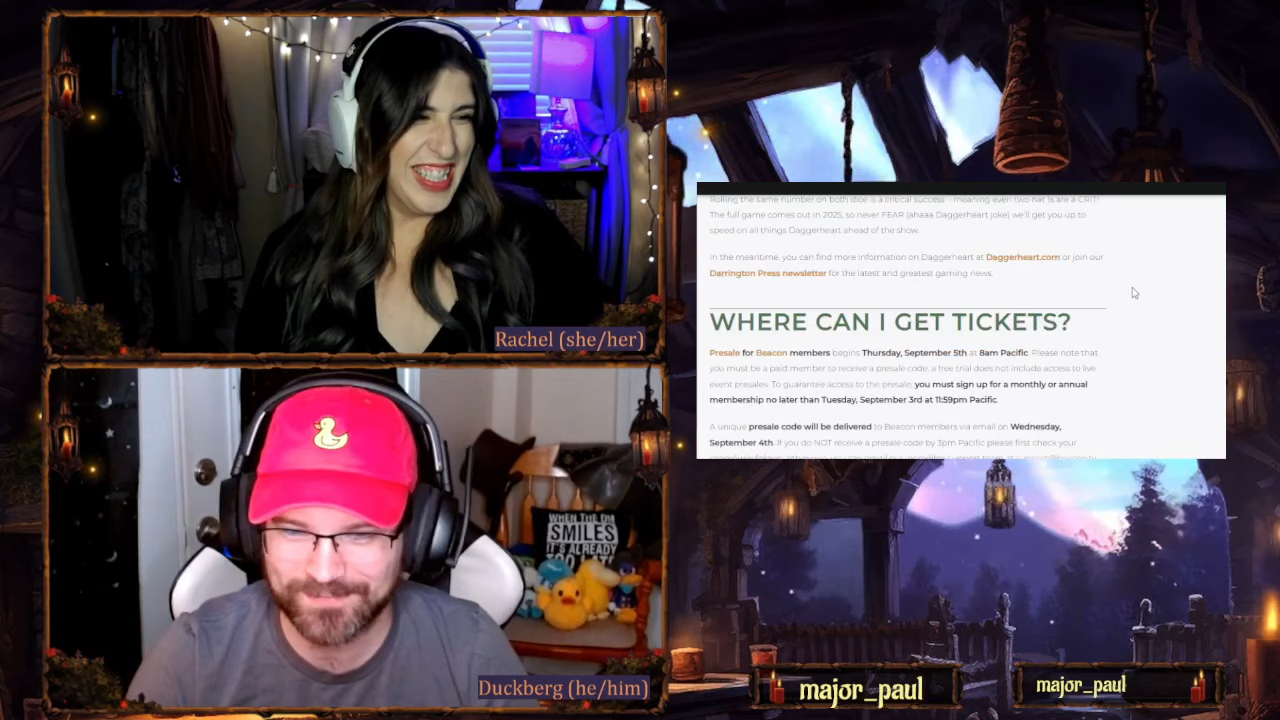 Rachel (she/her)
WHEN THE DM
SMILES
IT'S ALREADY
TOO LATE
Duckberg (he/him)
Rolling the same number on both dice is a critical success - meaning even two nat 1s are a CRIT!
The full game comes out in 2025, so never FEAR (ahaaa Daggerheart joke) we'll get you up to
speed on all things Daggerheart ahead of the show.
In the meantime, you can find more information on Daggerheart at Daggerheart.com or join our
Darrington Press newsletter for the latest and greatest gaming news.
WHERE CAN I GET TICKETS?
Presale for Beacon members begins Thursday, September 5th at 8am Pacific. Please note that
you must be a paid member to receive a presale code, a free trial does not include access to live
event presales. To guarantee access to the presale, you must sign up for a monthly or annual
membership no later than Tuesday, September 3rd at 11:59pm Pacific.
A unique presale code will be delivered to Beacon members via email on Wednesday,
September 4th. If you do NOT receive a presale code by 3pm Pacific please first check your
major_paul
major_paul